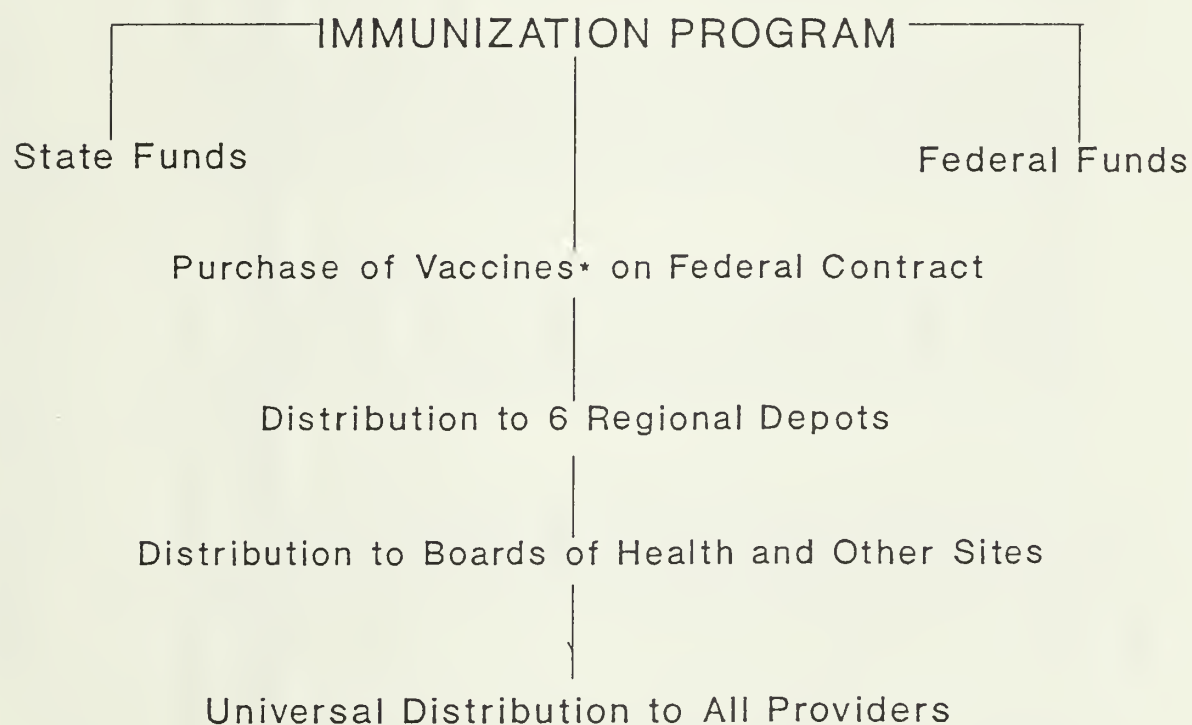 IMMUNIZATION PROGRAM
State Funds
Federal Funds
Purchase of Vaccines* on Federal Contract
Distribution to 6 Regional Depots
Distribution to Boards of Health and Other Sites
Universal Distribution to All Providers